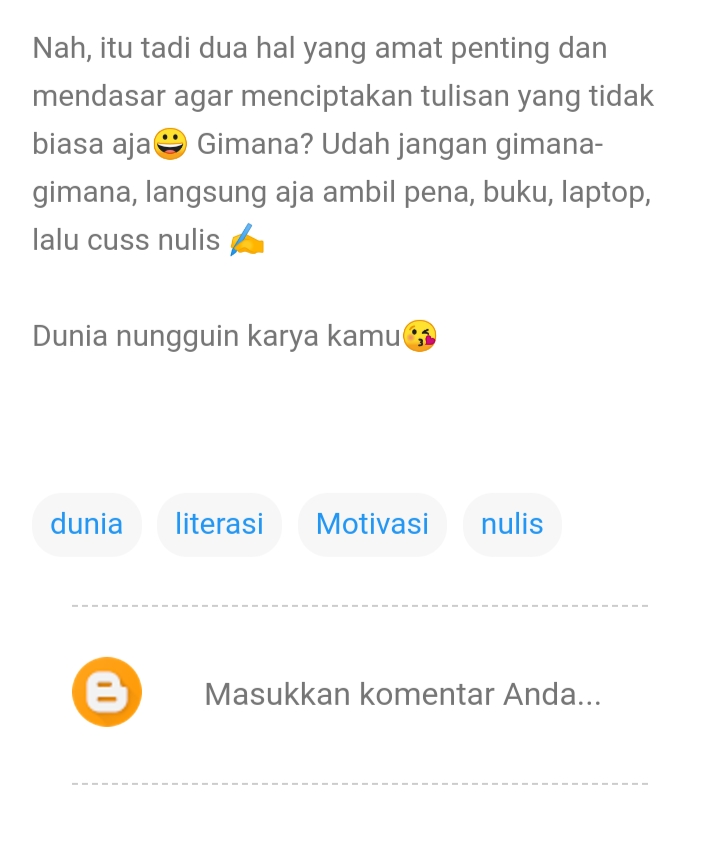 Nah, itu tadi dua hal yang amat penting dan
mendasar agar menciptakan tulisan yang tidak
biasa aja😀 Gimana? Udah jangan gimana-
gimana, langsung aja ambil pena, buku, laptop,
lalu cuss nulis ✍️
Dunia nungguin karya kamu😘
dunia literasi Motivasi nulis
Masukkan komentar Anda...